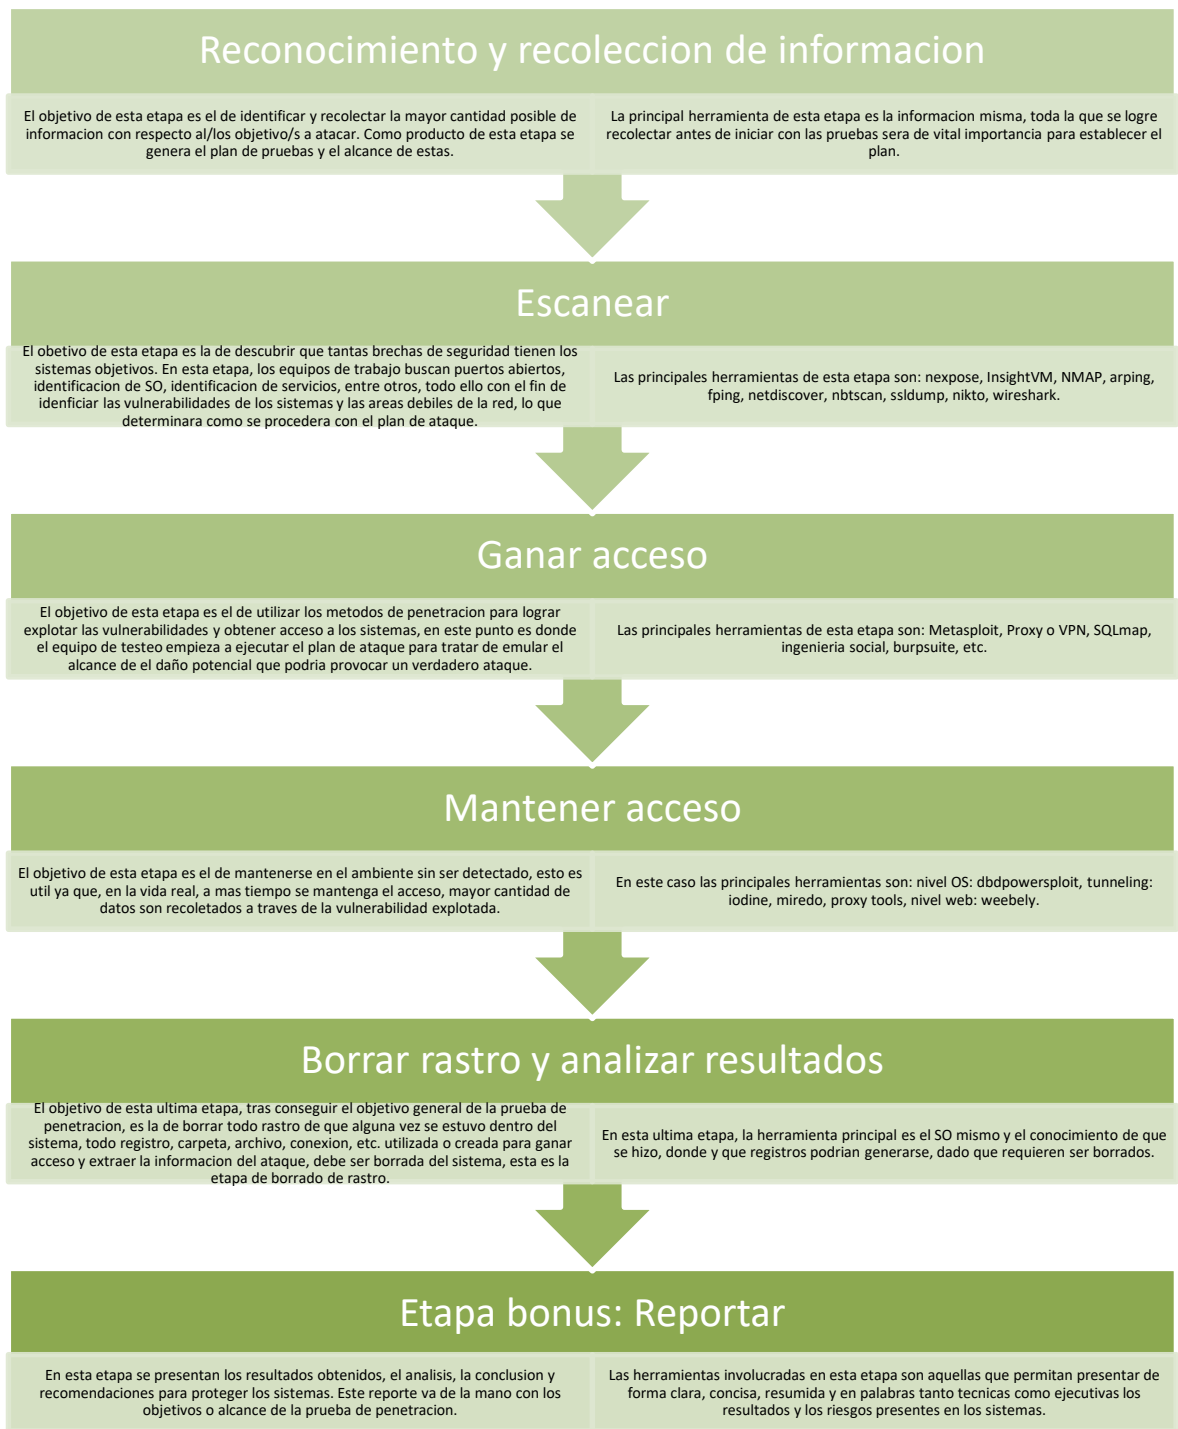 Reconocimiento y recoleccion de informacion
El objetivo de esta etapa es el de identificar y recolectar la mayor cantidad posible de
informacion con respecto al/los objetivo/s a atacar. Como producto de esta etapa se
genera el plan de pruebas y el alcance de estas.
La principal herramienta de esta etapa es la informacion misma, toda la que se logre
recolectar antes de iniciar con las pruebas sera de vital importancia para establecer el
plan.
Escanear
El obetivo de esta etapa es la de descubrir que tantas brechas de seguridad tienen los
sistemas objetivos. En esta etapa, los equipos de trabajo buscan puertos abiertos,
identificacion de SO, identificacion de servicios, entre otros, todo ello con el fin de
idenficiar las vulnerabilidades de los sistemas y las areas debiles de la red, lo que
determinara como se procedera con el plan de ataque.
Las principales herramientas de esta etapa son: nexpose, InsightVM, NMAP, arping,
fping, netdiscover, nbtscan, ssldump, nikto, wireshark.
Ganar acceso
El objetivo de esta etapa es el de utilizar los metodos de penetracion para lograr
explotar las vulnerabilidades y obtener acceso a los sistemas, en este punto es donde
el equipo de testeo empieza a ejecutar el plan de ataque para tratar de emular el
alcance de el daño potencial que podria provocar un verdadero ataque.
Las principales herramientas de esta etapa son: Metasploit, Proxy o VPN, SQLmap,
ingenieria social, burpsuite, etc.
Mantener acceso
El objetivo de esta etapa es el de mantenerse en el ambiente sin ser detectado, esto es
util ya que, en la vida real, a mas tiempo se mantenga el acceso, mayor cantidad de
datos son recoletados a traves de la vulnerabilidad explotada.
En este caso las principales herramientas son: nivel OS: dbdpowersploit, tunneling:
iodine, miredo, proxy tools, nivel web: weebely.
Borrar rastro y analizar resultados
El objetivo de esta ultima etapa, tras conseguir el objetivo general de la prueba de
penetracion, es la de borrar todo rastro de que alguna vez se estuvo dentro del
sistema, todo registro, carpeta, archivo, conexion, etc. utilizada o creada para ganar
acceso y extraer la informacion del ataque, debe ser borrada del sistema, esta es la
etapa de borrado de rastro.
En esta ultima etapa, la herramienta principal es el SO mismo y el conocimiento de que
se hizo, donde y que registros podrian generarse, dado que requieren ser borrados.
Etapa bonus: Reportar
En esta etapa se presentan los resultados obtenidos, el analisis, la conclusion y
recomendaciones para proteger los sistemas. Este reporte va de la mano con los
objetivos o alcance de la prueba de penetracion.
Las herramientas involucradas en esta etapa son aquellas que permitan presentar de
forma clara, concisa, resumida y en palabras tanto tecnicas como ejecutivas los
resultados y los riesgos presentes en los sistemas.